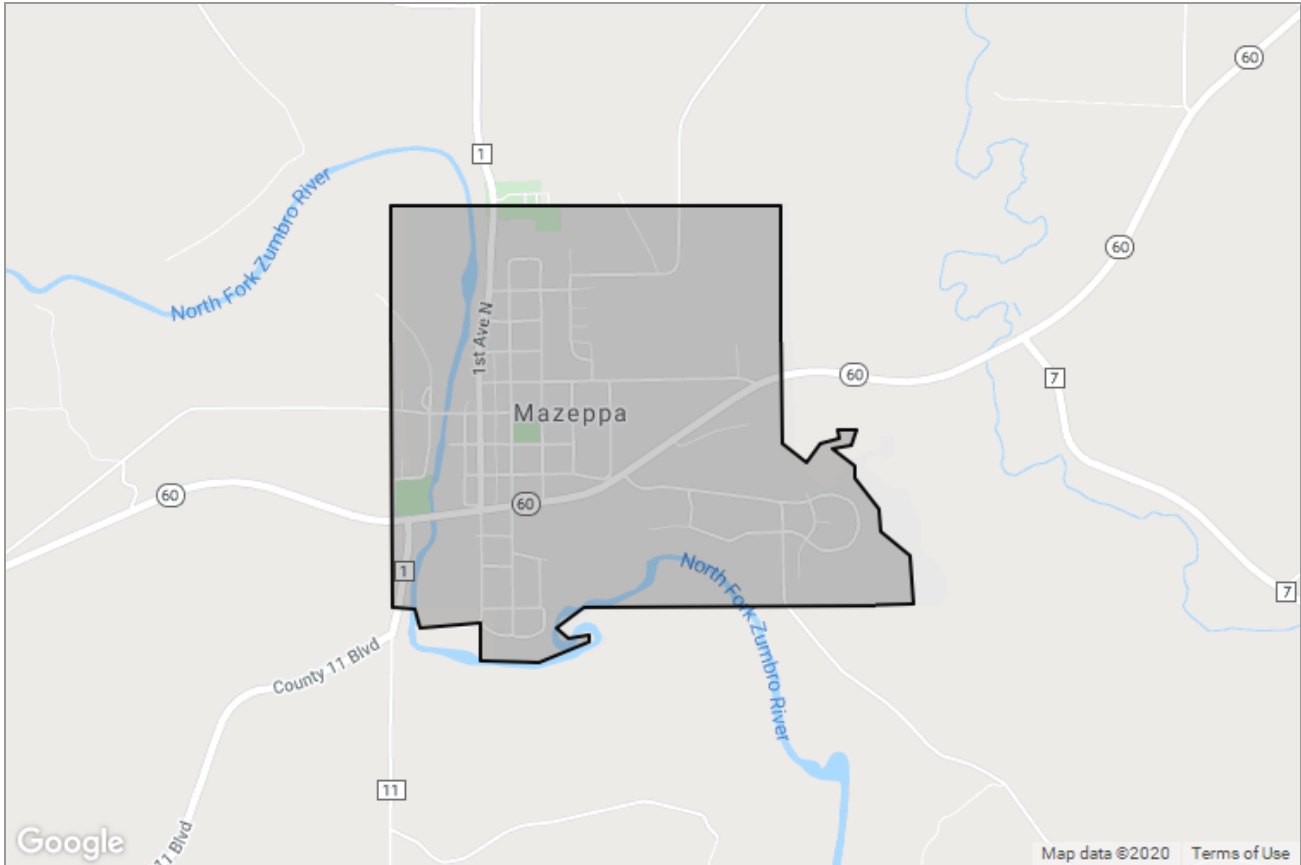 60
1
North Fork Zumbro River
60
1st Ave N
60
7
Mazeppa
60
60
North Fork Zumbro River
1
7
County 11 Blvd
11
11 Blvd
Google
Map data ©2020 Terms of Use